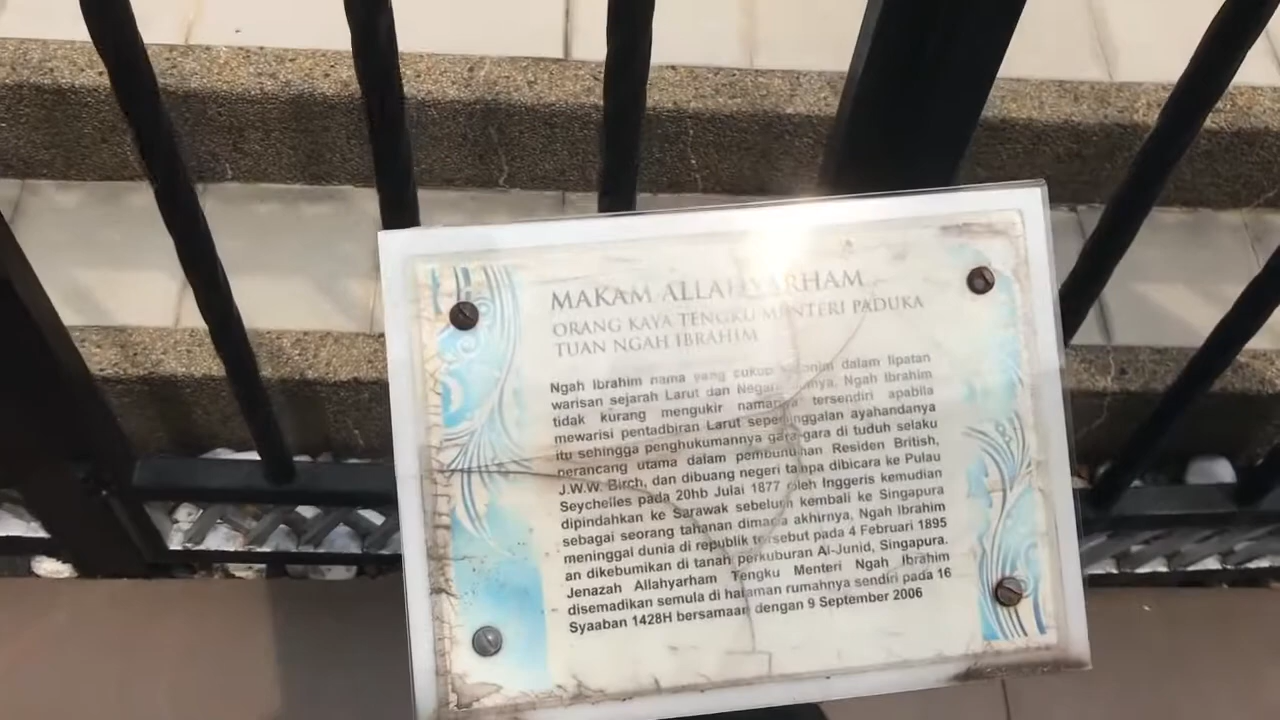 MAKAM ALLAHYARHAM
ORANG KAYA TENGKU MENTERI PADUKA
TUAN NGAH IBRAHIM
Ngah Ibrahim nama yang cukup dalam lipatan
warisan sejarah Larut dan Ngah Ibrahim
tidak kurang mengukir namanya tersendiri apabila
mewarisi pentadbiran Larut sepeninggalan ayahandanya
itu sehingga penghukumannya gara-gara di tuduh selaku
perancang utama dalam pembunuhan Residen British,
J.W.W. Birch, dan dibuang negeri tanpa dibicara ke Pulau
Seychelles pada 20hb Julai 1877 oleh Inggeris kemudian
dipindahkan ke Sarawak sebelum kembali ke Singapura
sebagai seorang tahanan dimana akhirnya, Ngah Ibrahim
meninggal dunia di republik tersebut pada 4 Februari 1895
an dikebumikan di tanah perkuburan Al-Junid, Singapura.
Jenazah Allahyarham Tengku Menteri Ngah Ibrahim
disemadikan semula di halaman rumahnya sendiri pada 16
Syaaban 1428H bersamaan dengan 9 September 2006